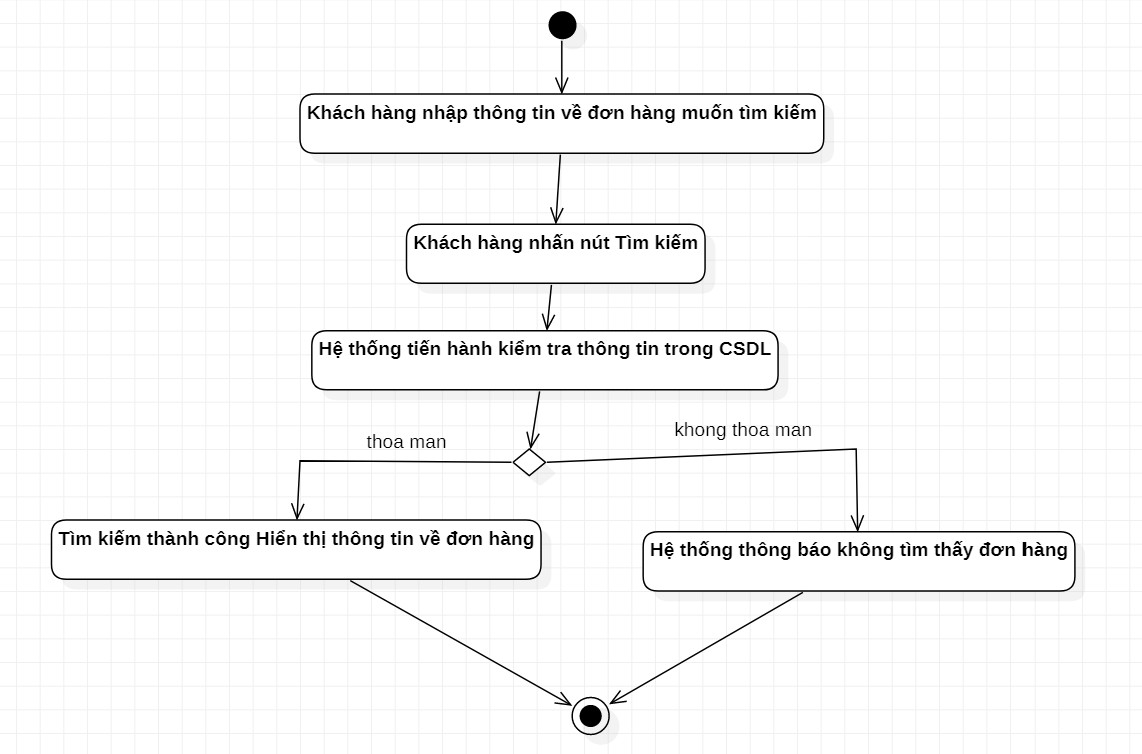 Khách hàng nhập thông tin về đơn hàng muốn tìm kiếm
Khách hàng nhấn nút Tìm kiếm
Hệ thống tiến hành kiểm tra thông tin trong CSDL
thoa man
khong thoa man
Tìm kiếm thành công Hiển thị thông tin về đơn hàng
Hệ thống thông báo không tìm thấy đơn hàng